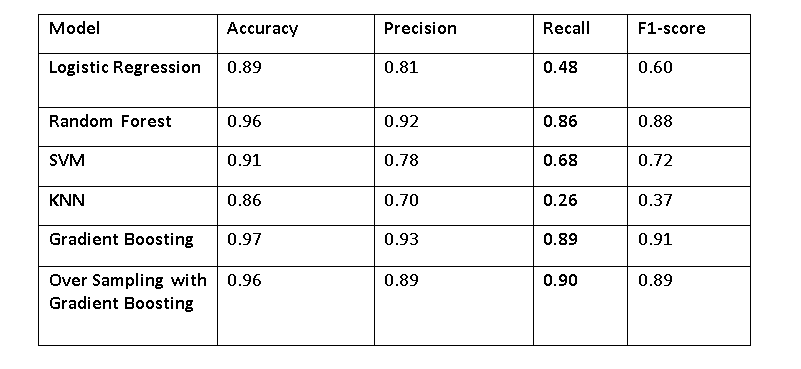 Model Accuracy Precision Recall F1-score
Logistic Regression 0.89 0.81 0.48 0.60
Random Forest 0.96 0.92 0.86 0.88
SVM 0.91 0.78 0.68 0.72
KNN 0.86 0.70 0.26 0.37
Gradient Boosting 0.97 0.93 0.89 0.91
Over Sampling with 0.96 0.89 0.90 0.89
Gradient Boosting